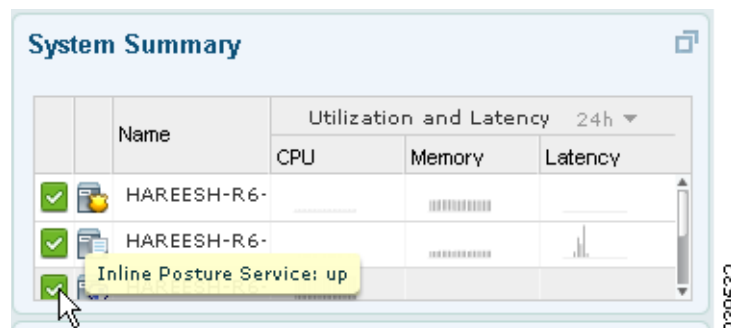 System Summary
Name
Utilization and Latency 24h
CPU
Memory
Latency
HAREESH-R6-
HAREESH-R6-
Inline Posture Service: up